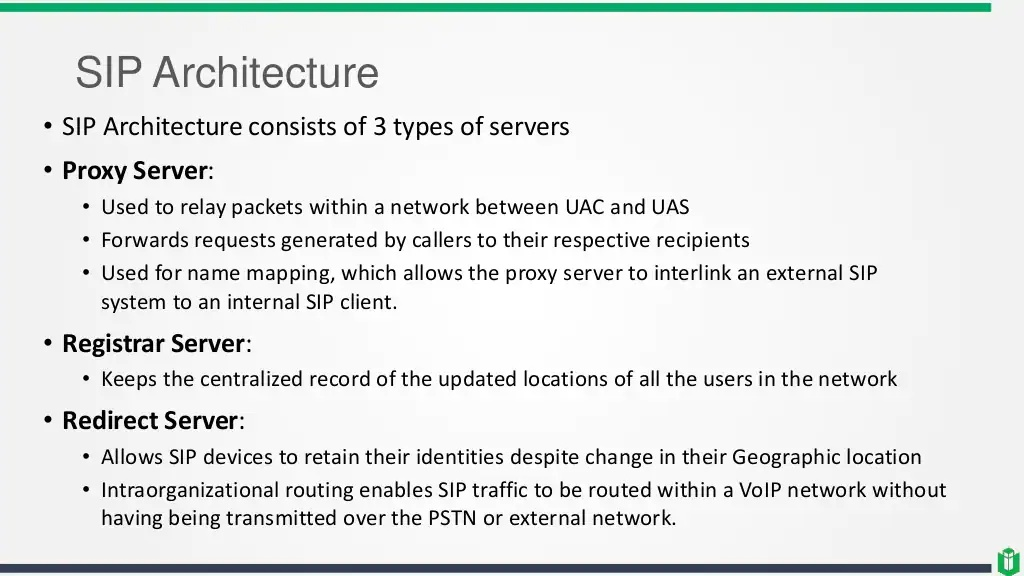 SIP Architecture
• SIP Architecture consists of 3 types of servers
• Proxy Server:
• Used to relay packets within a network between UAC and UAS
• Forwards requests generated by callers to their respective recipients
• Used for name mapping, which allows the proxy server to interlink an external SIP
system to an internal SIP client.
• Registrar Server:
• Keeps the centralized record of the updated locations of all the users in the network
• Redirect Server:
• Allows SIP devices to retain their identities despite change in their Geographic location
• Intraorganizational routing enables SIP traffic to be routed within a VoIP network without
having being transmitted over the PSTN or external network.